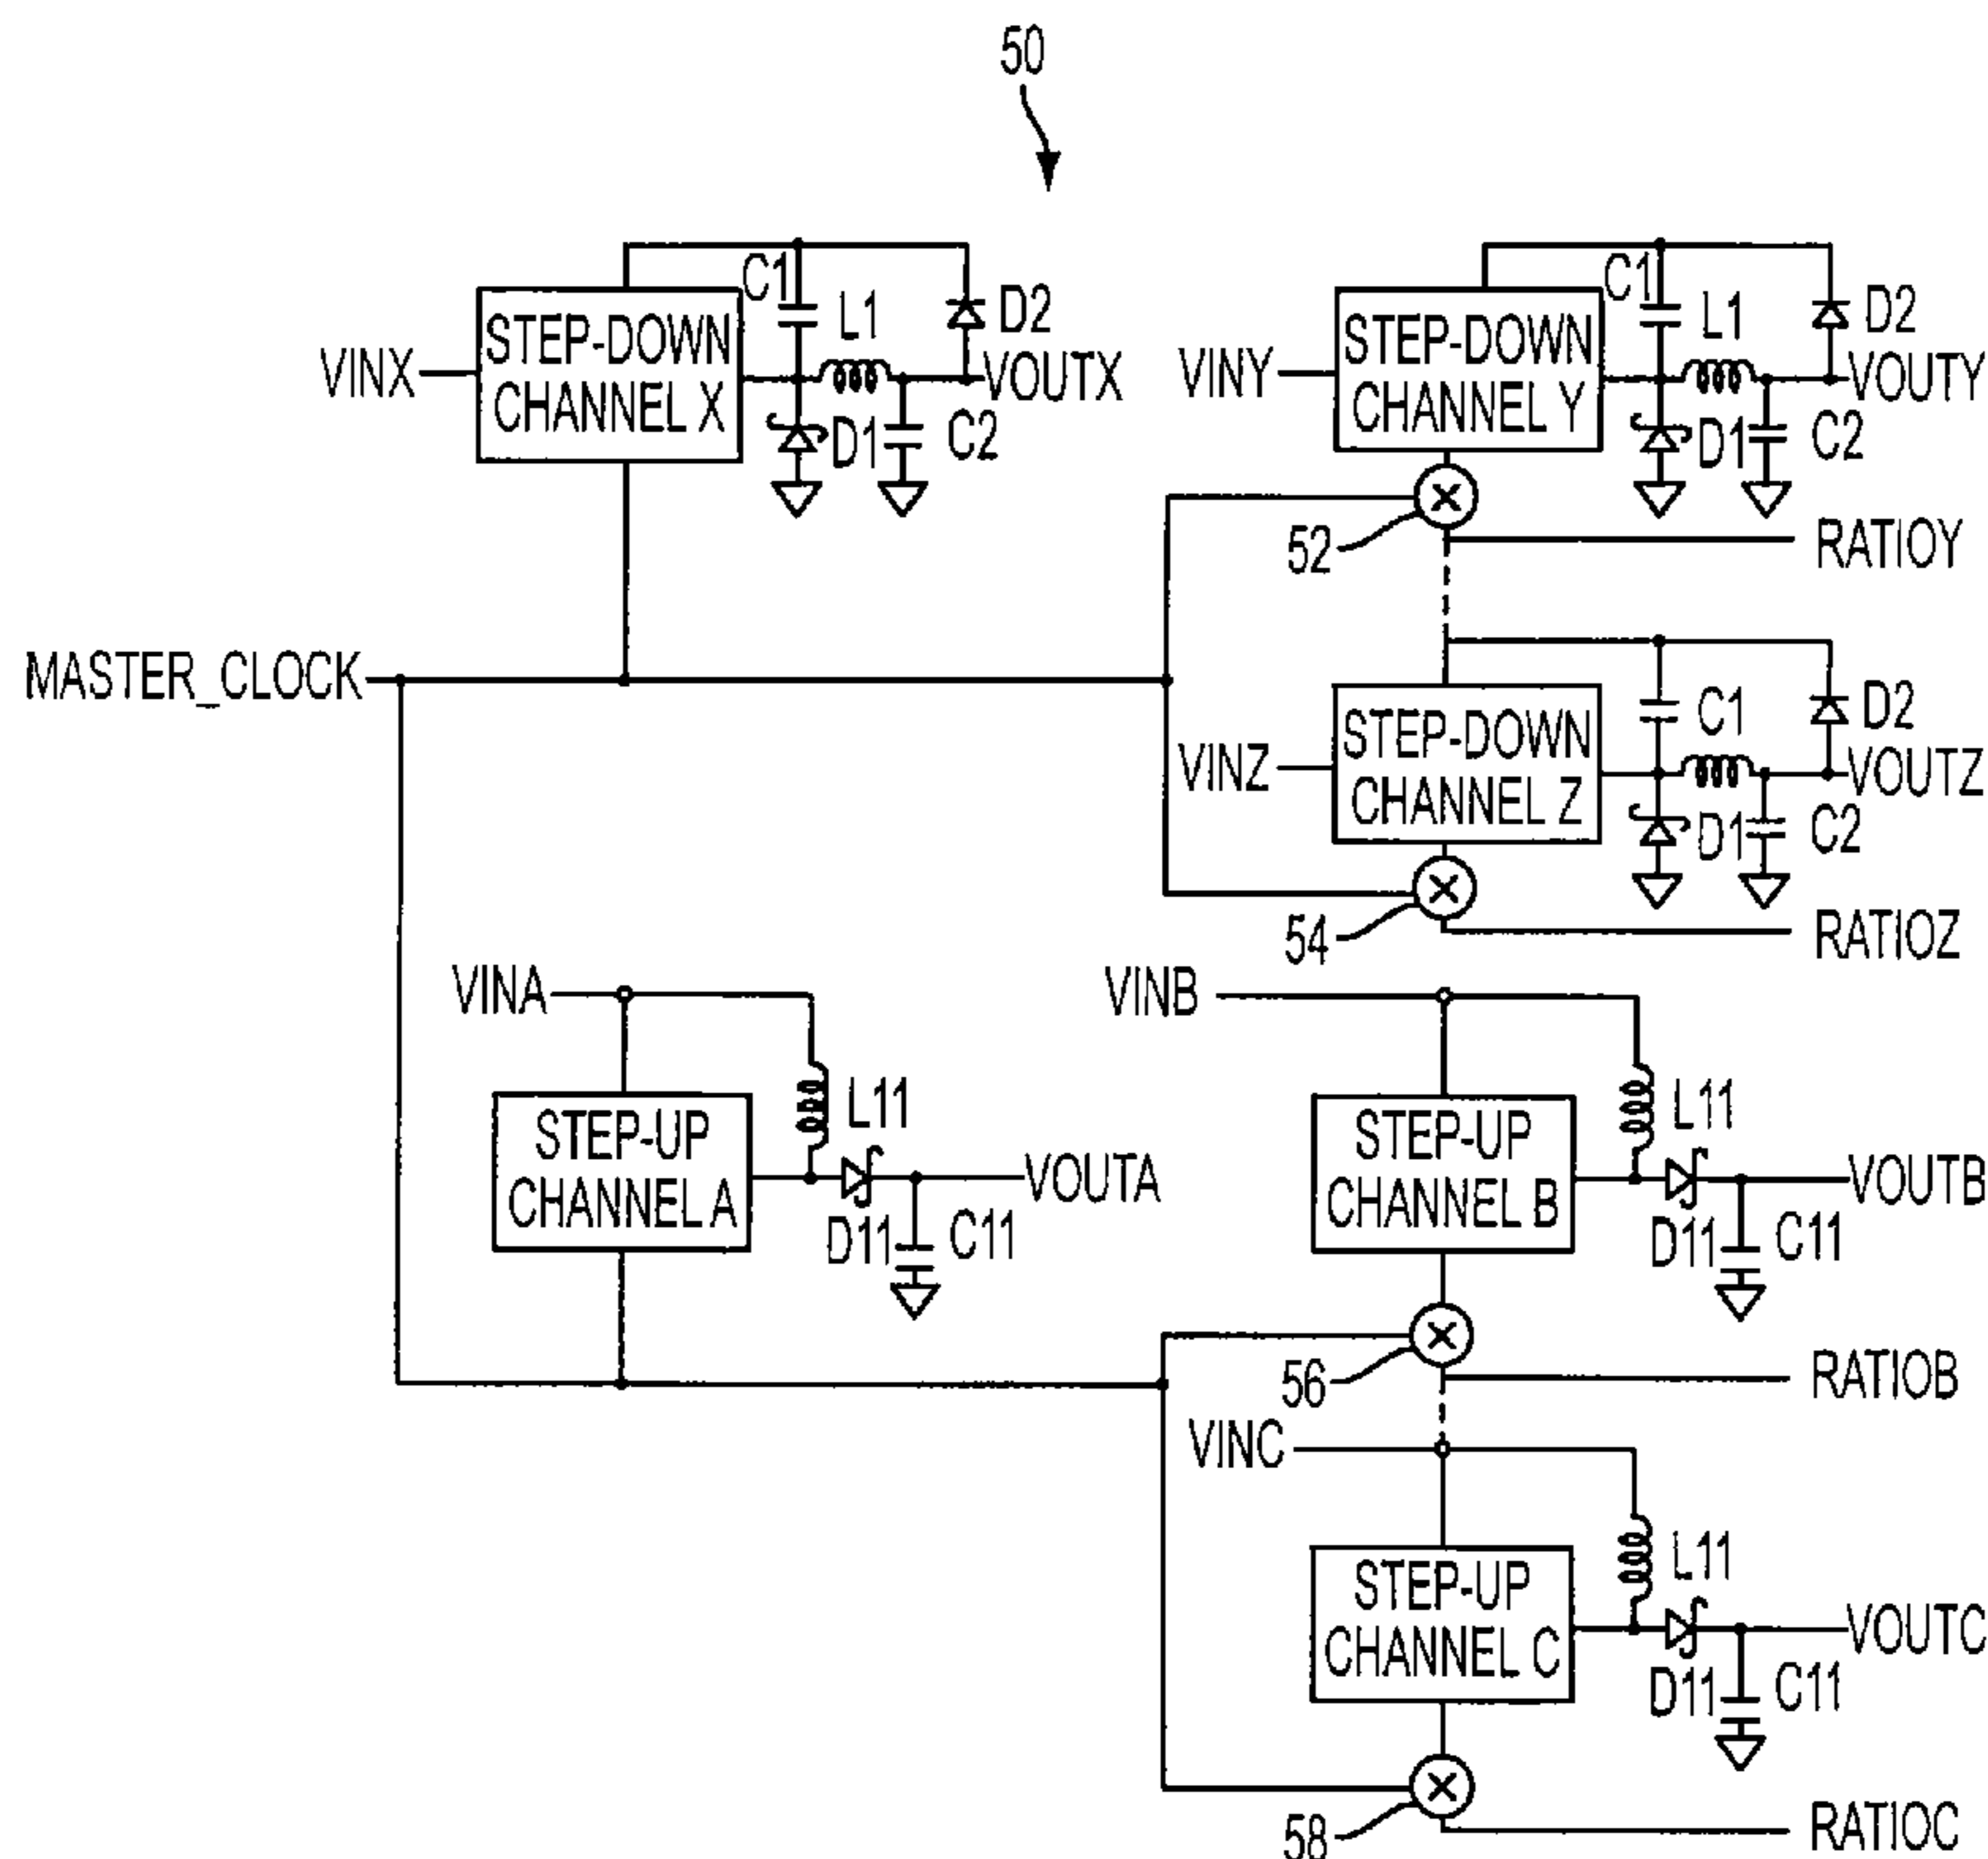 50
C1
L1
D2
STEP-DOWN
CHANNEL X
VINX
VOUTX
D1
C2
C1
L1
D2
STEP-DOWN
CHANNEL Y
VINY
VOUTY
D1
C2
52
RATIOY
MASTER_CLOCK
C1
D2
STEP-DOWN
CHANNEL Z
VINZ
VOUTZ
D1
C2
54
RATIOZ
VINA
L11
STEP-UP
CHANNEL A
VOUTA
D11
C11
VINB
L11
STEP-UP
CHANNEL B
VOUTB
D11
C11
56
RATIOB
VINC
L11
STEP-UP
CHANNEL C
VOUTC
D11
C11
58
RATIOC